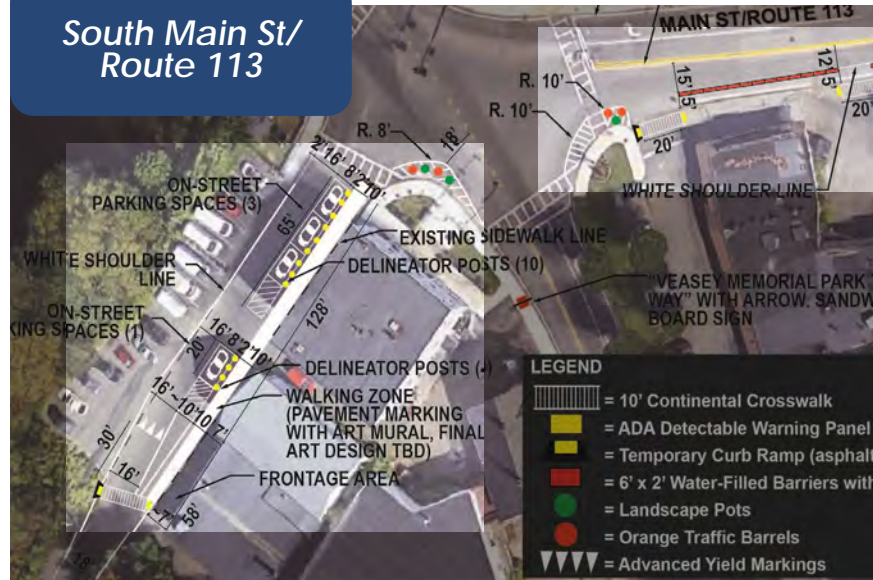 South Main St/
Route 113
MAIN ST/ROUTE 113
R. 10'
R. 10'
15'
5'
12'
5'
20'
20'
WHITE SHOULDER LINE
R. 8'
18'
2'
16'
8'
2'
10'
ON-STREET
PARKING SPACES (3)
65'
EXISTING SIDEWALK LINE
WHITE SHOULDER
LINE
DELINEATOR POSTS (10)
"VEASEY MEMORIAL PARK
WAY" WITH ARROW. SANDW
BOARD SIGN
ON-STREET
KING SPACES (1)
128'
16'
8'
2'
10'
20'
DELINEATOR POSTS (
16'
~10'
10'
7'
WALKING ZONE
(PAVEMENT MARKING
WITH ART MURAL, FINAL
ART DESIGN TBD)
30'
16'
FRONTAGE AREA
~7'
58'
18'
LEGEND
= 10' Continental Crosswalk
= ADA Detectable Warning Panel
= Temporary Curb Ramp (asphalt
= 6' x 2' Water-Filled Barriers with
= Landscape Pots
= Orange Traffic Barrels
= Advanced Yield Markings